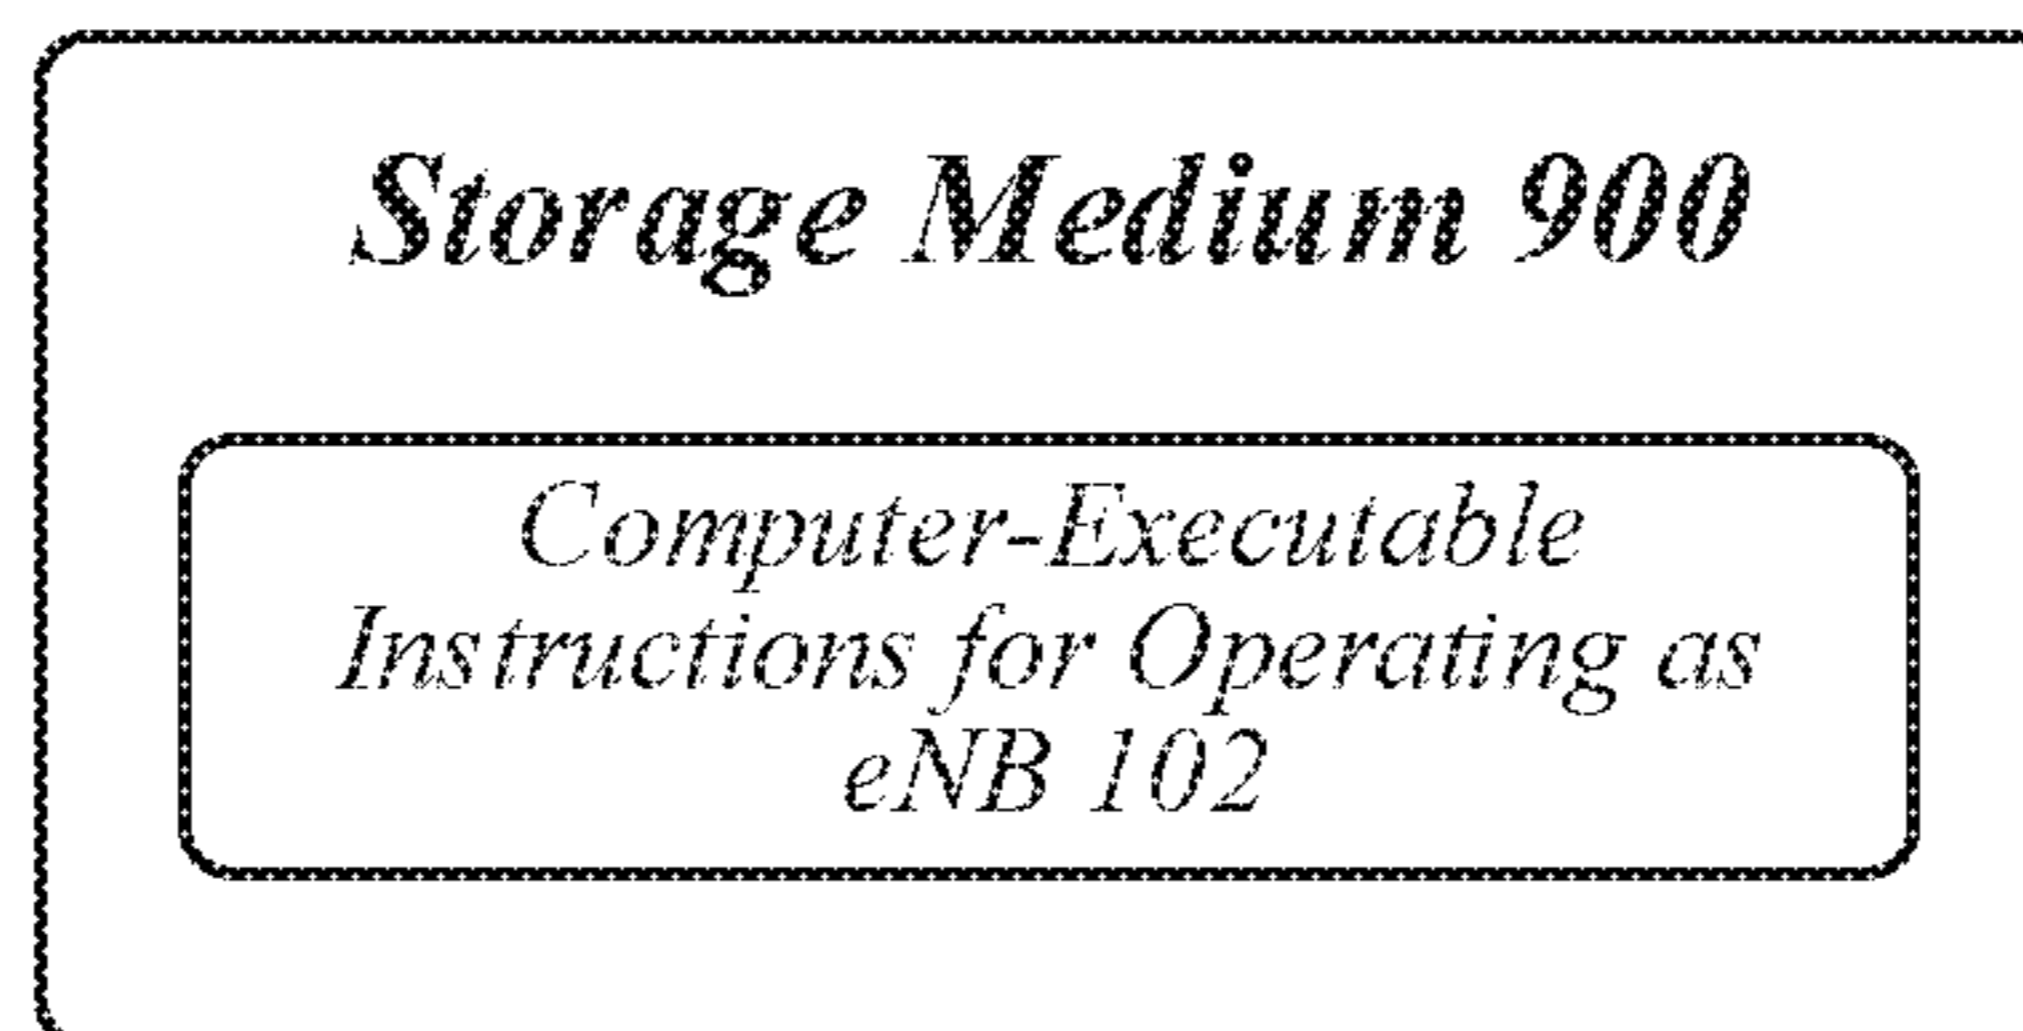 Storage Medium 900
Computer-Executable
Instructions for Operating as
eNB 102